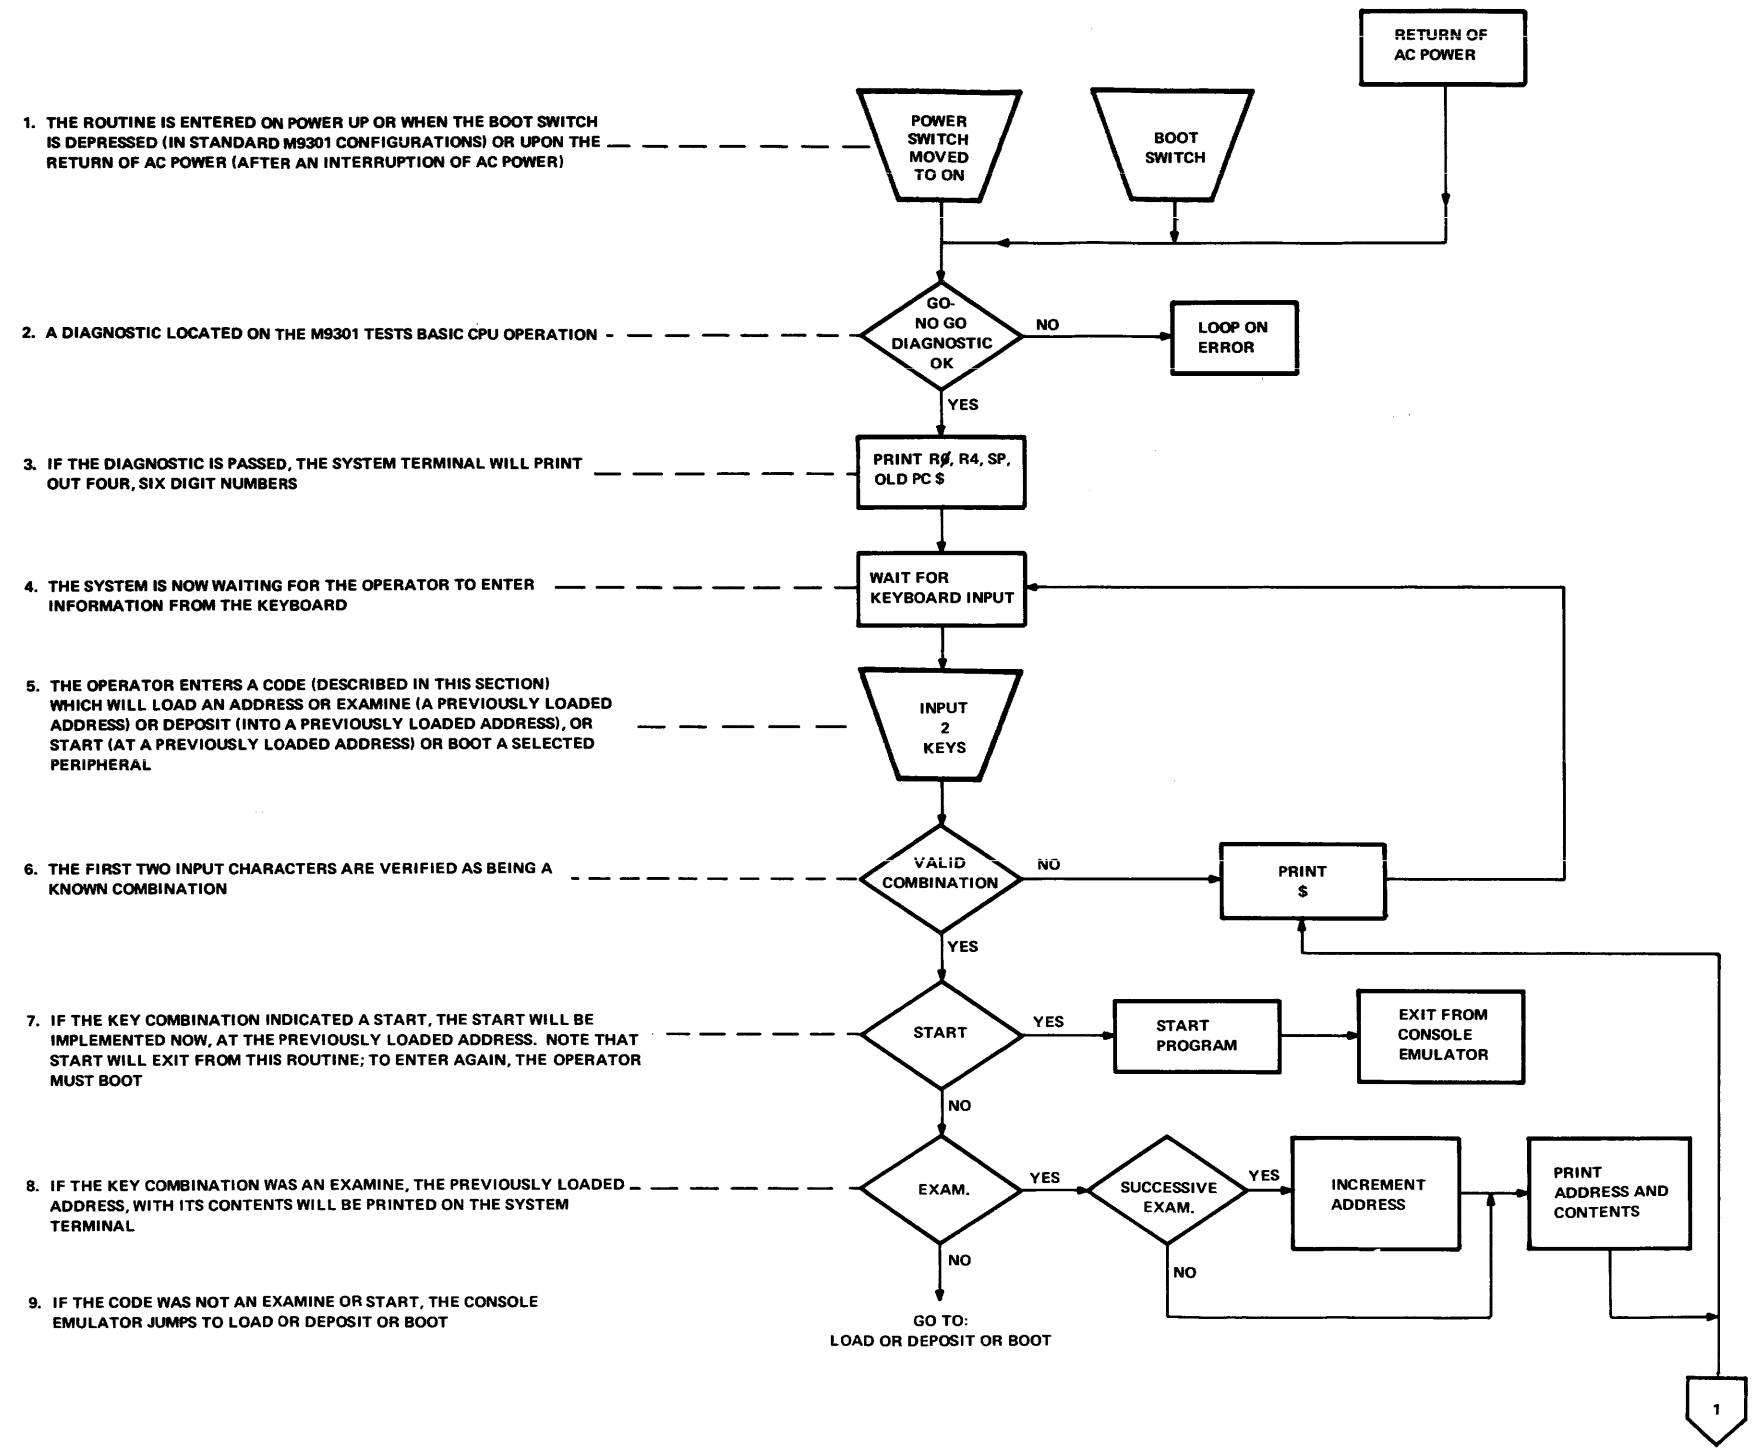 RETURN OF
AC POWER
1. THE ROUTINE IS ENTERED ON POWER UP OR WHEN THE BOOT SWITCH
IS DEPRESSED (IN STANDARD M9301 CONFIGURATIONS) OR UPON THE
RETURN OF AC POWER (AFTER AN INTERRUPTION OF AC POWER)
POWER
SWITCH
MOVED
TO ON
BOOT
SWITCH
2. A DIAGNOSTIC LOCATED ON THE M9301 TESTS BASIC CPU OPERATION
GO-
NO GO
DIAGNOSTIC
OK
NO
LOOP ON
ERROR
YES
3. IF THE DIAGNOSTIC IS PASSED, THE SYSTEM TERMINAL WILL PRINT
OUT FOUR, SIX DIGIT NUMBERS
PRINT RØ, R4, SP,
OLD PC $
4. THE SYSTEM IS NOW WAITING FOR THE OPERATOR TO ENTER
INFORMATION FROM THE KEYBOARD
WAIT FOR
KEYBOARD INPUT
5. THE OPERATOR ENTERS A CODE (DESCRIBED IN THIS SECTION)
WHICH WILL LOAD AN ADDRESS OR EXAMINE (A PREVIOUSLY LOADED
ADDRESS) OR DEPOSIT (INTO A PREVIOUSLY LOADED ADDRESS), OR
START (AT A PREVIOUSLY LOADED ADDRESS) OR BOOT A SELECTED
PERIPHERAL
INPUT
2
KEYS
6. THE FIRST TWO INPUT CHARACTERS ARE VERIFIED AS BEING A
KNOWN COMBINATION
VALID
COMBINATION
NO
PRINT
$
YES
7. IF THE KEY COMBINATION INDICATED A START, THE START WILL BE
IMPLEMENTED NOW, AT THE PREVIOUSLY LOADED ADDRESS. NOTE THAT
START WILL EXIT FROM THIS ROUTINE; TO ENTER AGAIN, THE OPERATOR
MUST BOOT
START
YES
START
PROGRAM
EXIT FROM
CONSOLE
EMULATOR
NO
8. IF THE KEY COMBINATION WAS AN EXAMINE, THE PREVIOUSLY LOADED
ADDRESS, WITH ITS CONTENTS WILL BE PRINTED ON THE SYSTEM
TERMINAL
EXAM.
YES
SUCCESSIVE
EXAM.
YES
INCREMENT
ADDRESS
PRINT
ADDRESS AND
CONTENTS
NO
NO
9. IF THE CODE WAS NOT AN EXAMINE OR START, THE CONSOLE
EMULATOR JUMPS TO LOAD OR DEPOSIT OR BOOT
GO TO:
LOAD OR DEPOSIT OR BOOT
1